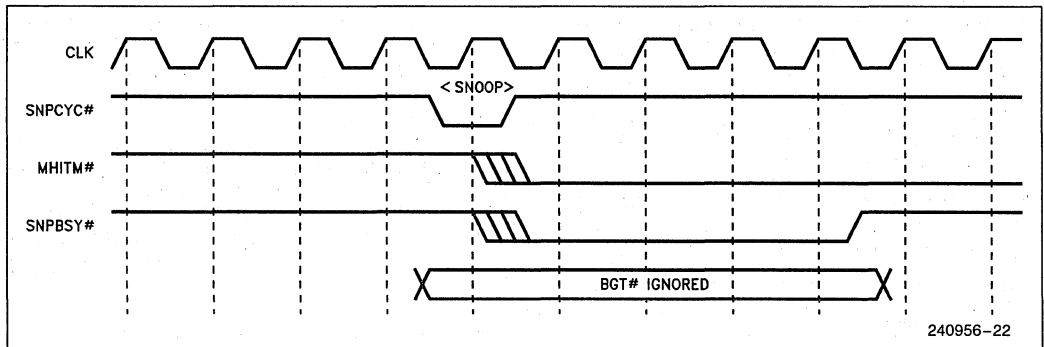 CLK
< SNOOP>
SNPCYC#
MHITM#
SNPBSY#
BGT# IGNORED
240956-22